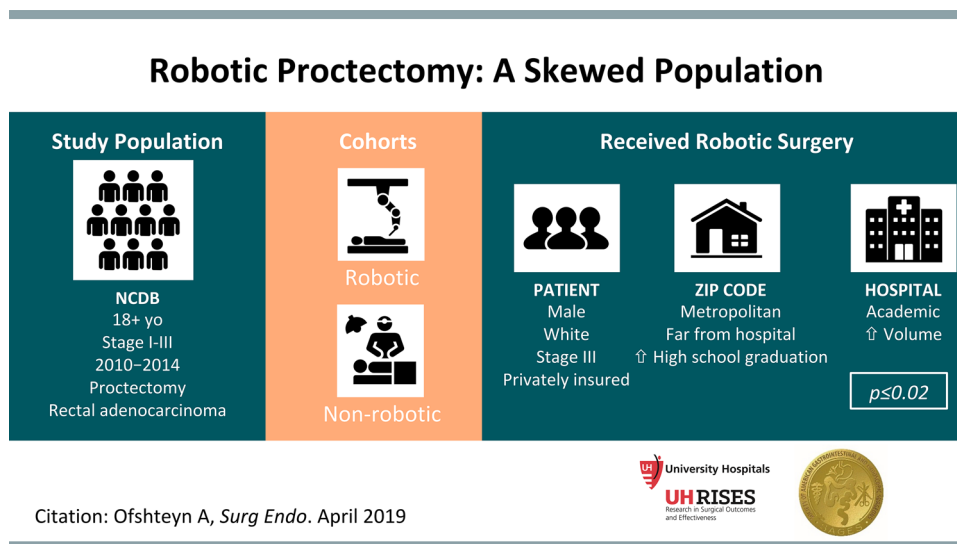 Robotic Proctectomy: A Skewed Population
Study Population
NCDB
18+ yo
Stage I-III
2010–2014
Proctectomy
Rectal adenocarcinoma
Cohorts
Robotic
Non-robotic
Received Robotic Surgery
PATIENT
Male
White
Stage III
Privately insured
ZIP CODE
Metropolitan
Far from hospital
⇧ High school graduation
HOSPITAL
Academic
⇧ Volume
p≤0.02
Citation: Ofshteyn A, Surg Endo. April 2019
UH
University Hospitals
UH RISES
Research in Surgical Outcomes
and Effectiveness